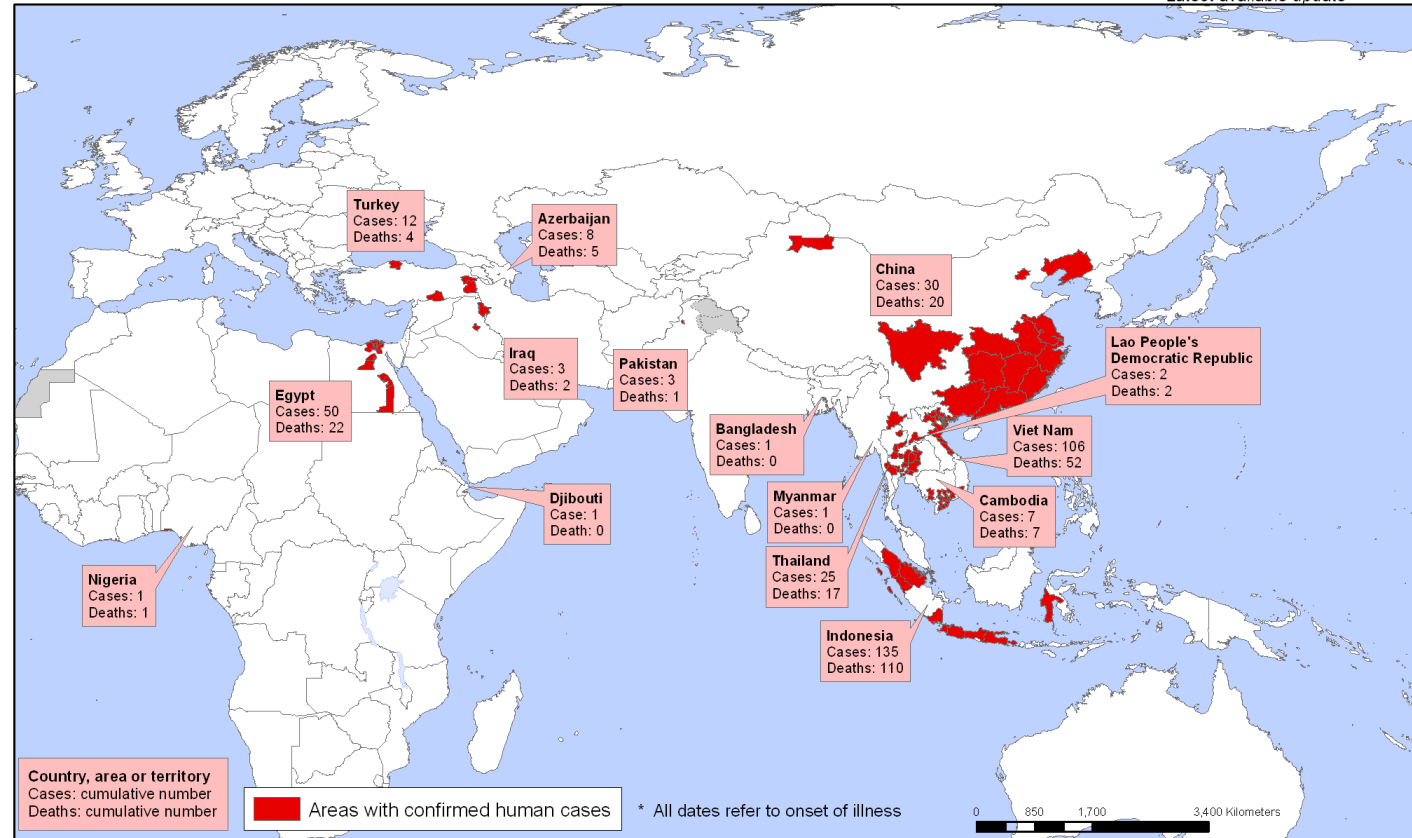 Latest available update
Turkey
Cases: 12
Deaths: 4
Azerbaijan
Cases: 8
Deaths: 5
China
Cases: 30
Deaths: 20
Lao People's
Democratic Republic
Cases: 2
Deaths: 2
Iraq
Cases: 3
Deaths: 2
Pakistan
Cases: 3
Deaths: 1
Egypt
Cases: 50
Deaths: 22
Bangladesh
Cases: 1
Deaths: 0
Viet Nam
Cases: 106
Deaths: 52
Djibouti
Case: 1
Death: 0
Myanmar
Cases: 1
Deaths: 0
Cambodia
Cases: 7
Deaths: 7
Nigeria
Cases: 1
Deaths: 1
Thailand
Cases: 25
Deaths: 17
Indonesia
Cases: 135
Deaths: 110
Country, area or territory
Cases: cumulative number
Deaths: cumulative number
Areas with confirmed human cases
* All dates refer to onset of illness
0 850 1,700 3,400 Kilometers